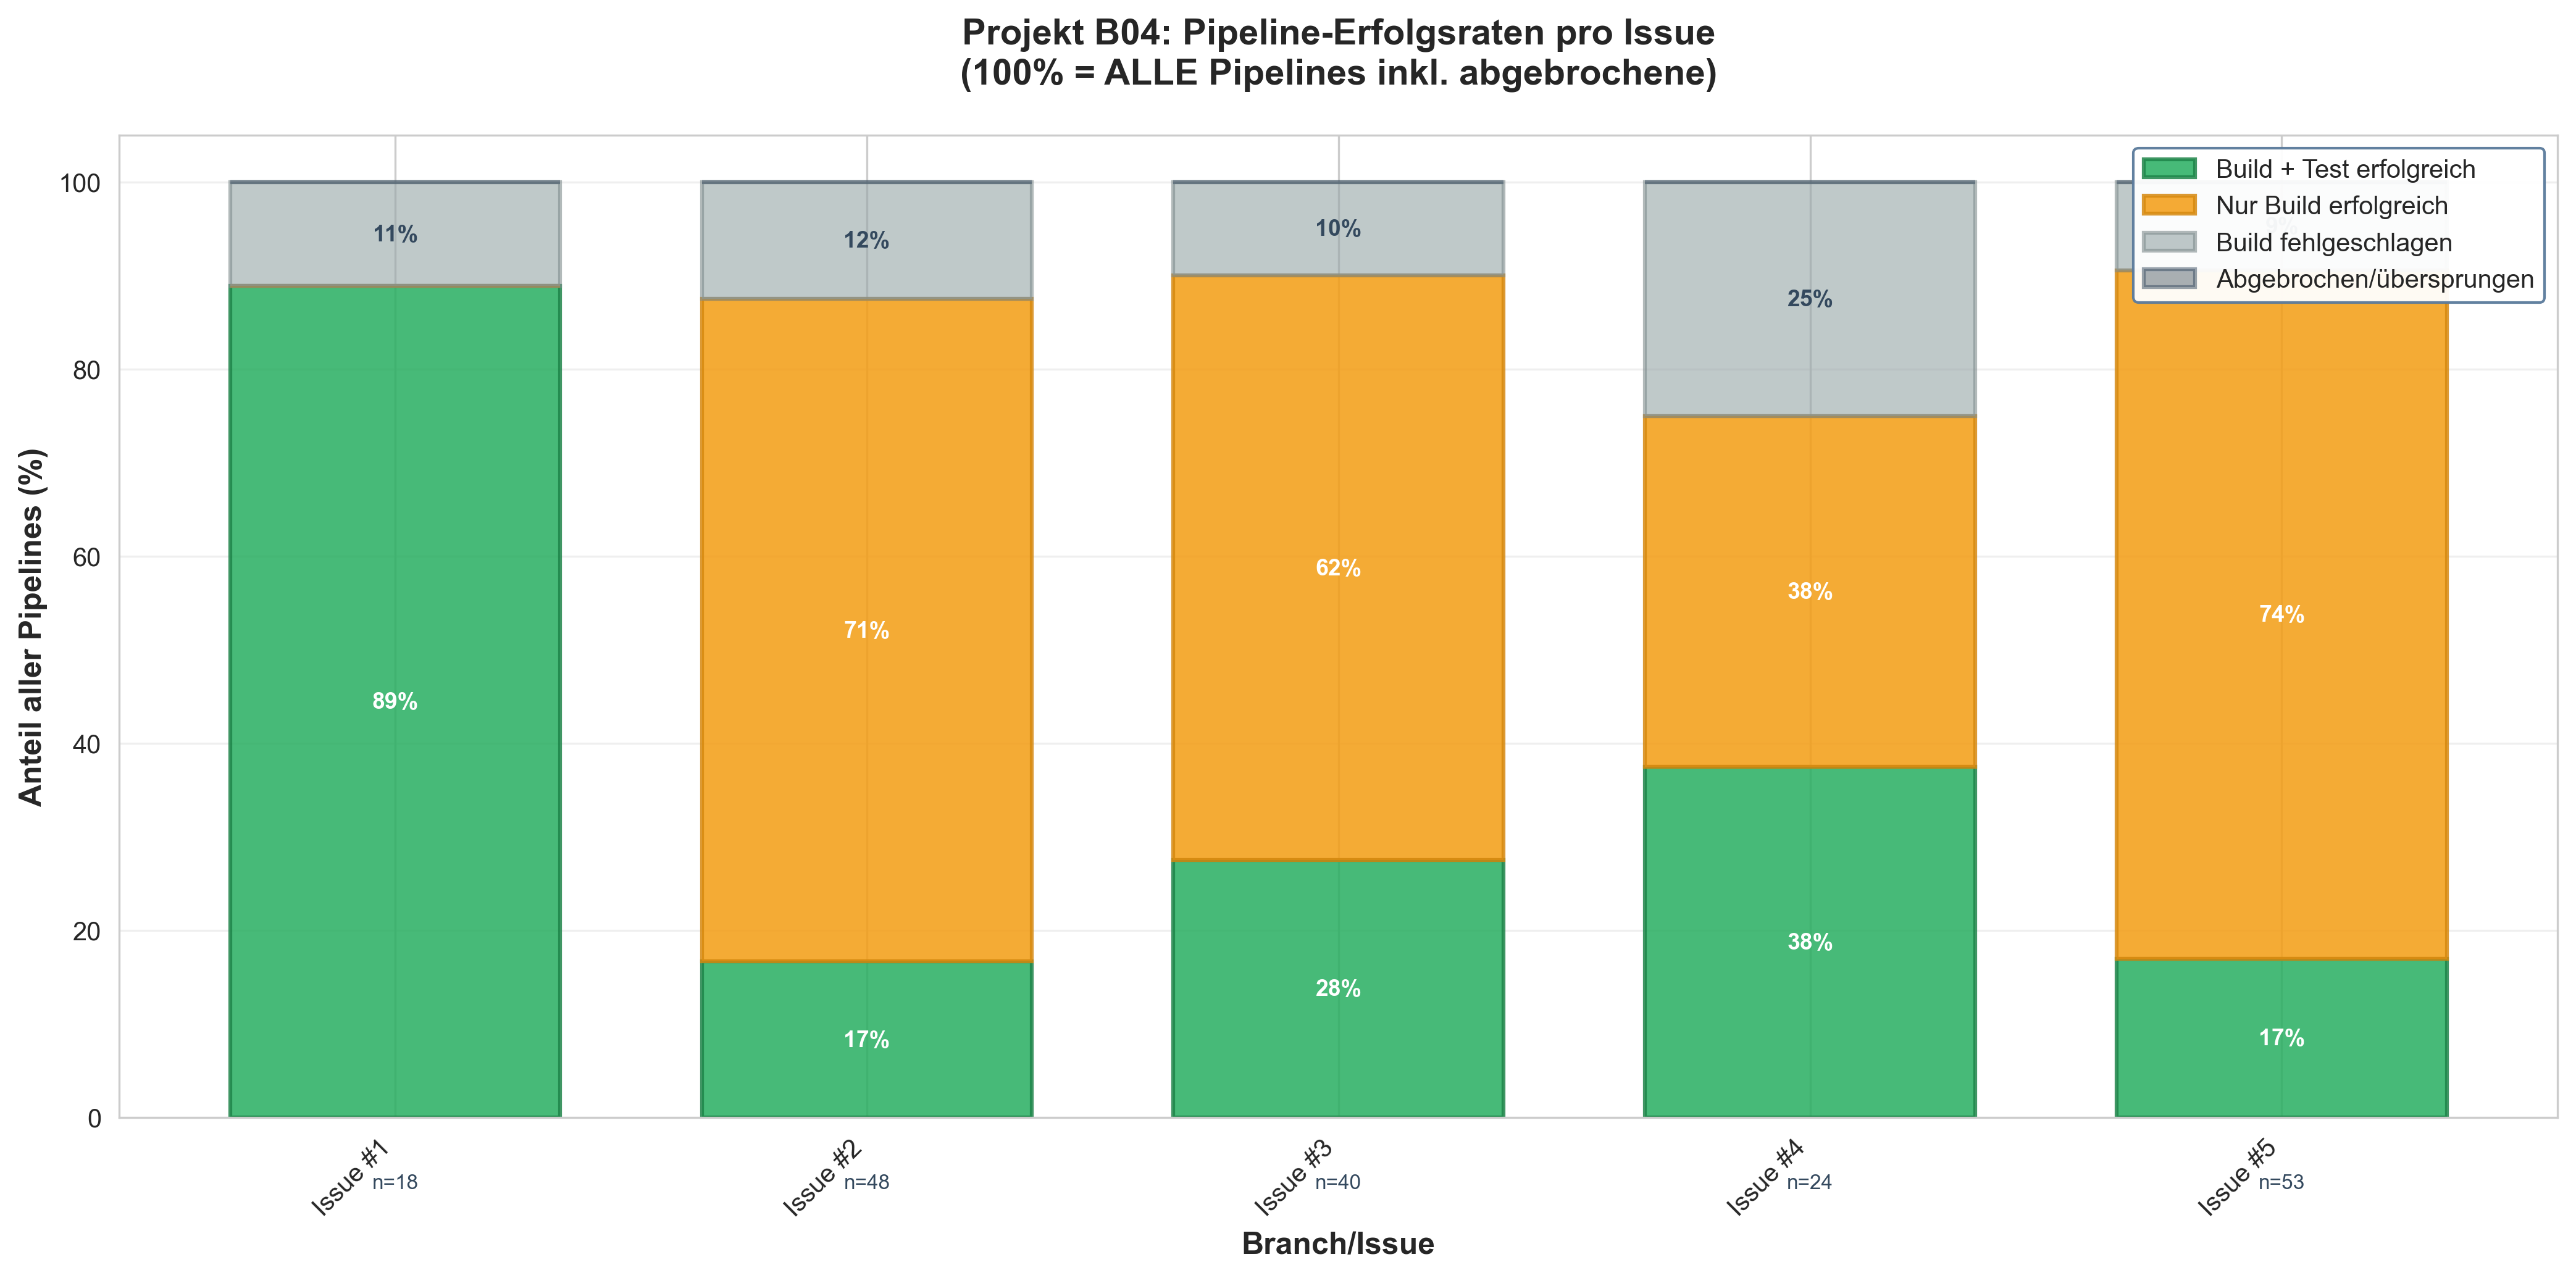 Projekt B04: Pipeline-Erfolgsraten pro Issue
(100% = ALLE Pipelines inkl. abgebrochene)
Build + Test erfolgreich
Nur Build erfolgreich
Build fehlgeschlagen
Abgebrochen/übersprungen
Anteil aller Pipelines (%)
100
80
60
40
20
0
11%
89%
12%
71%
17%
10%
62%
28%
25%
38%
38%
74%
17%
Issue #1
n=18
Issue #2
n=48
Issue #3
n=40
Issue #4
n=24
Issue #5
n=53
Branch/Issue